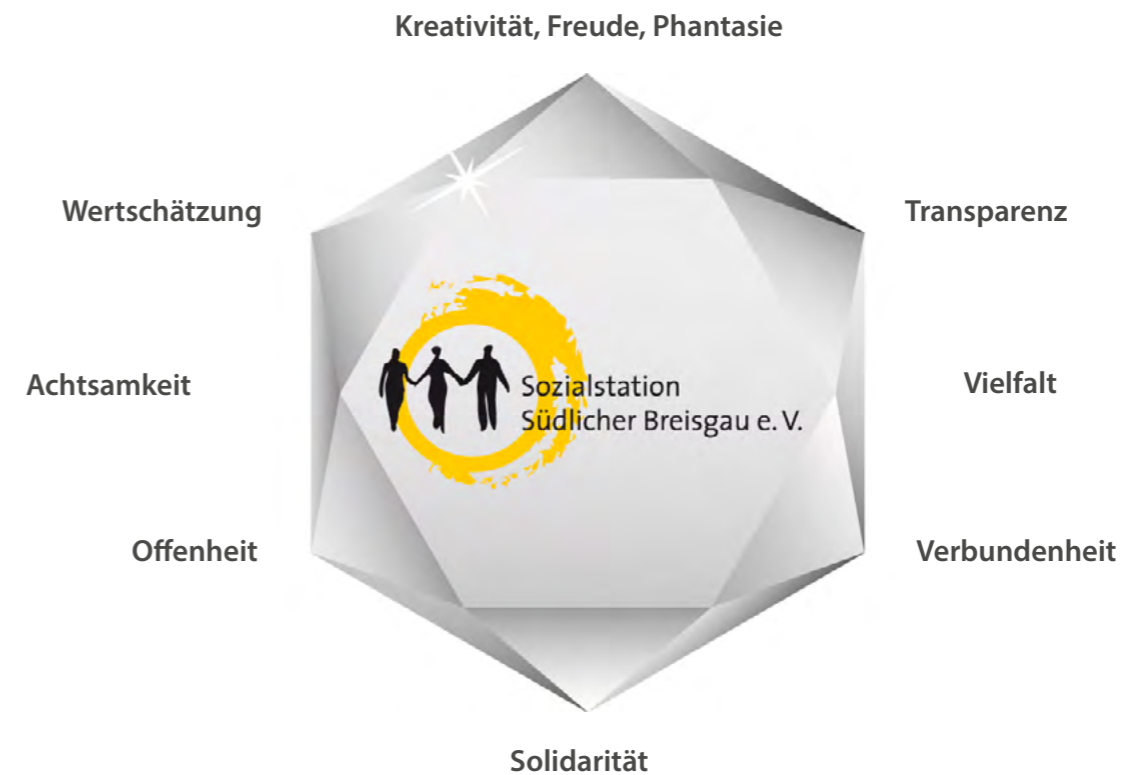 Kreativität, Freude, Phantasie
Wertschätzung
Transparenz
Achtsamkeit
Vielfalt
Sozialstation
Südlicher Breisgau e. V.
Offenheit
Verbundenheit
Solidarität